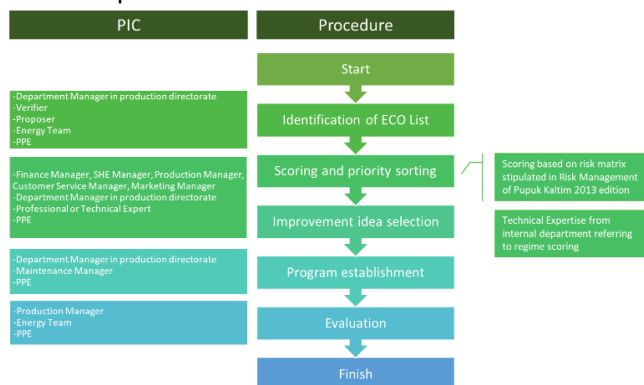 PIC
Procedure
Start
-Department Manager in production directorate
-Verifier
-Proposer
-Energy Team
-PPE
Identification of ECO List
-Finance Manager, SHE Manager, Production Manager,
Customer Service Manager, Marketing Manager
-Department Manager in production directorate
-Professional or Technical Expert
-PPE
Scoring and priority sorting
Scoring based on risk matrix
stipulated in Risk Management
of Pupuk Kaltim 2013 edition
Improvement idea selection
Technical Expertise from
internal department referring
to regime scoring
-Department Manager in production directorate
-Maintenance Manager
-PPE
Program establishment
-Production Manager
-Energy Team
-PPE
Evaluation
Finish